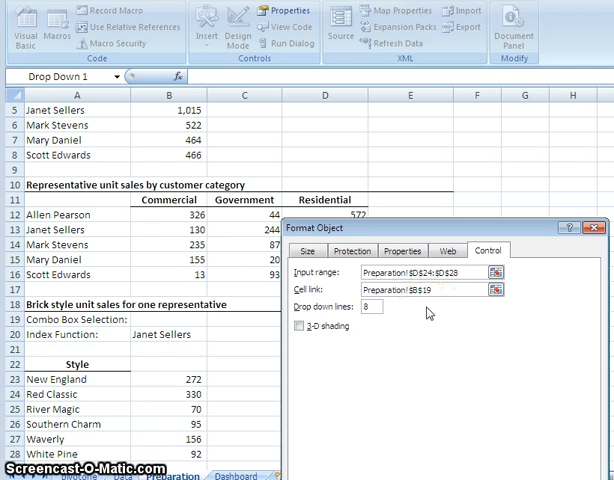 Record Macro
Use Relative References
Macro Security
Visual Basic
Macros
Code
Insert
Design Mode
Properties
View Code
Run Dialog
Controls
Source
Map Properties
Expansion Packs
Refresh Data
Import
Export
XML
Document Panel
Modify
Drop Down 1
fx
A B C D E F G H
5 Janet Sellers 1,015
6 Mark Stevens 522
7 Mary Daniel 464
8 Scott Edwards 466
9
10 Representative unit sales by customer category
11 Commercial Government Residential
12 Allen Pearson 326 44 572
13 Janet Sellers 130 244
14 Mark Stevens 235 87
15 Mary Daniel 155 20
16 Scott Edwards 13 93
17
18 Brick style unit sales for one representative
19 Combo Box Selection:
20 Index Function: Janet Sellers
21
22 Style
23 New England 272
24 Red Classic 330
25 River Magic 70
26 Southern Charm 95
27 Waverly 156
28 White Pine 92
Format Object
Size Protection Properties Web Control
Input range: Preparation!$D$24:$D$28
Cell link: Preparation!$B$19
Drop down lines: 8
3-D shading
Data
Preparation
Dashboard
Screencast-O-Matic.com